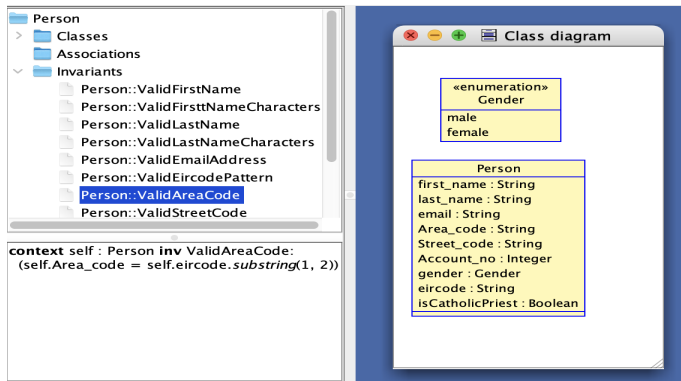 Person
Classes
Associations
Invariants
Person::ValidFirstName
Person::ValidFirsttNameCharacters
Person::ValidLastName
Person::ValidLastNameCharacters
Person::ValidEmailAddress
Person::ValidEircodePattern
Person::ValidAreaCode
Person::ValidStreetCode
context self : Person inv ValidAreaCode:
(self.Area_code = self.eircode.substring(1, 2))
Class diagram
«enumeration»
Gender
male
female
Person
first_name : String
last_name : String
email : String
Area_code : String
Street_code : String
Account_no : Integer
gender : Gender
eircode : String
isCatholicPriest : Boolean